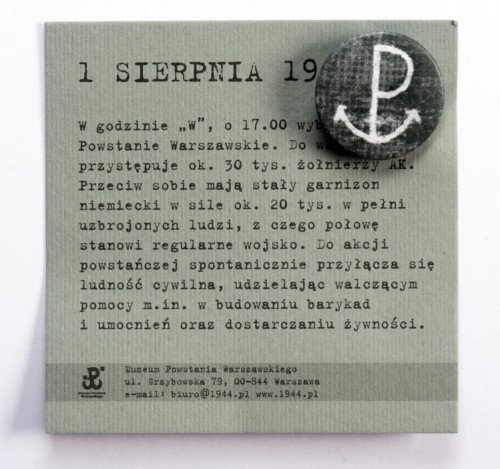 1 SIERPNIA 19
W godzinie „W”, o 17.00
Powstanie Warszawskie. Do
przystępuje ok. 30 tys. żołnierzy AK.
Przeciw sobie mają stały garnizon
niemiecki w sile ok. 20 tys. w pełni
uzbrojonych ludzi, z czego połowę
stanowi regularne wojsko. Do akcji
powstańczej spontanicznie przyłącza się
ludność cywilna, udzielając walczącym
pomocy m.in. w budowaniu barykad
i umocnień oraz dostarczaniu żywności.
Muzeum Powstania Warszawskiego
ul. Grzybowska 79, 00-844 Warszawa
e-mail: biuro@1944.pl www.1944.pl